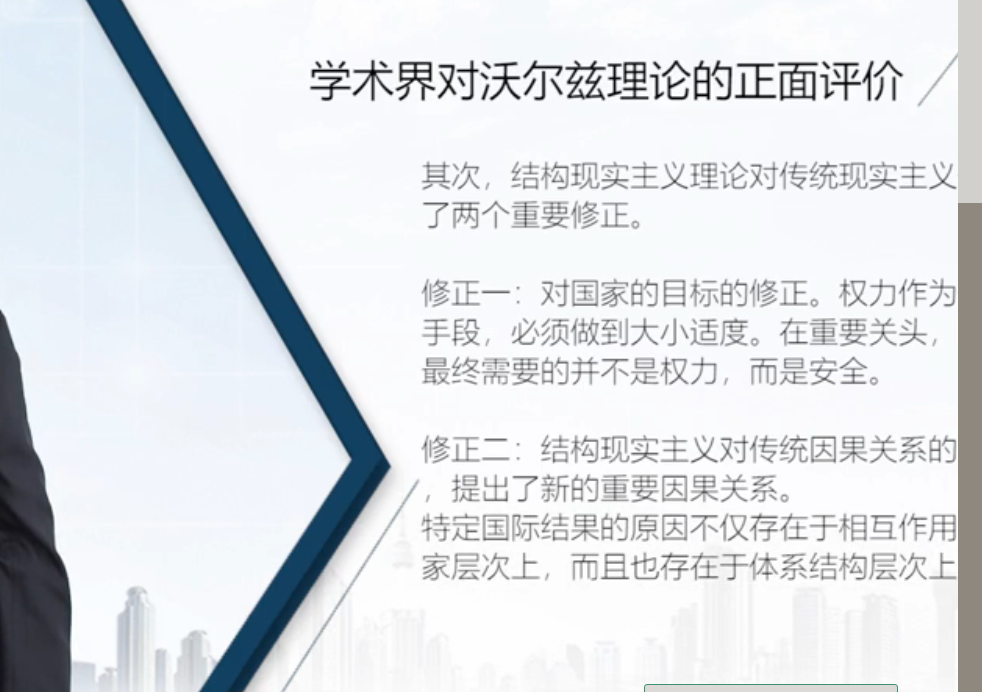 学术界对沃尔兹理论的正面评价
其次，结构现实主义理论对传统现实主义
了两个重要修正。
修正一：对国家的目标的修正。权力作为
手段，必须做到大小适度。在重要关头，
最终需要的并不是权力，而是安全。
修正二：结构现实主义对传统因果关系的
，提出了新的重要因果关系。
特定国际结果的原因不仅存在于相互作用
家层次上，而且也存在于体系结构层次上